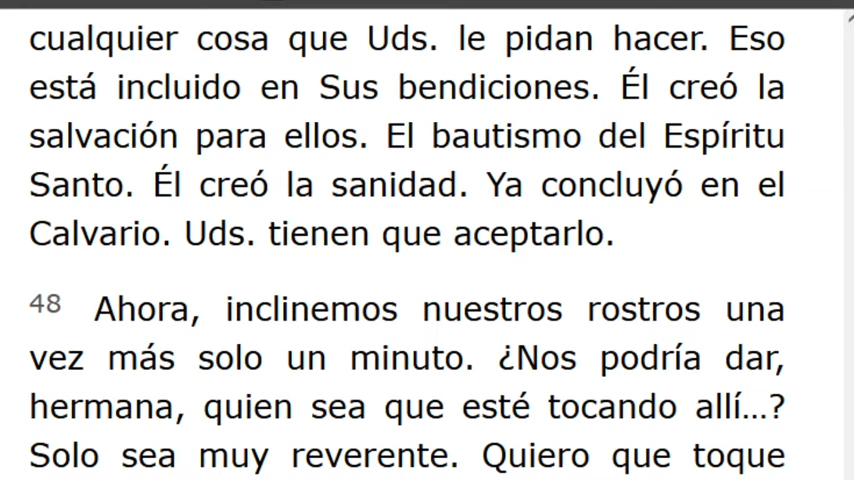 cualquier cosa que Uds. le pidan hacer. Eso
está incluido en Sus bendiciones. Él creó la
salvación para ellos. El bautismo del Espíritu
Santo. Él creó la sanidad. Ya concluyó en el
Calvario. Uds. tienen que aceptarlo.
48 Ahora, inclinemos nuestros rostros una
vez más solo un minuto. ¿Nos podría dar,
hermana, quien sea que esté tocando allí...?
Solo sea muy reverente. Quiero que toque